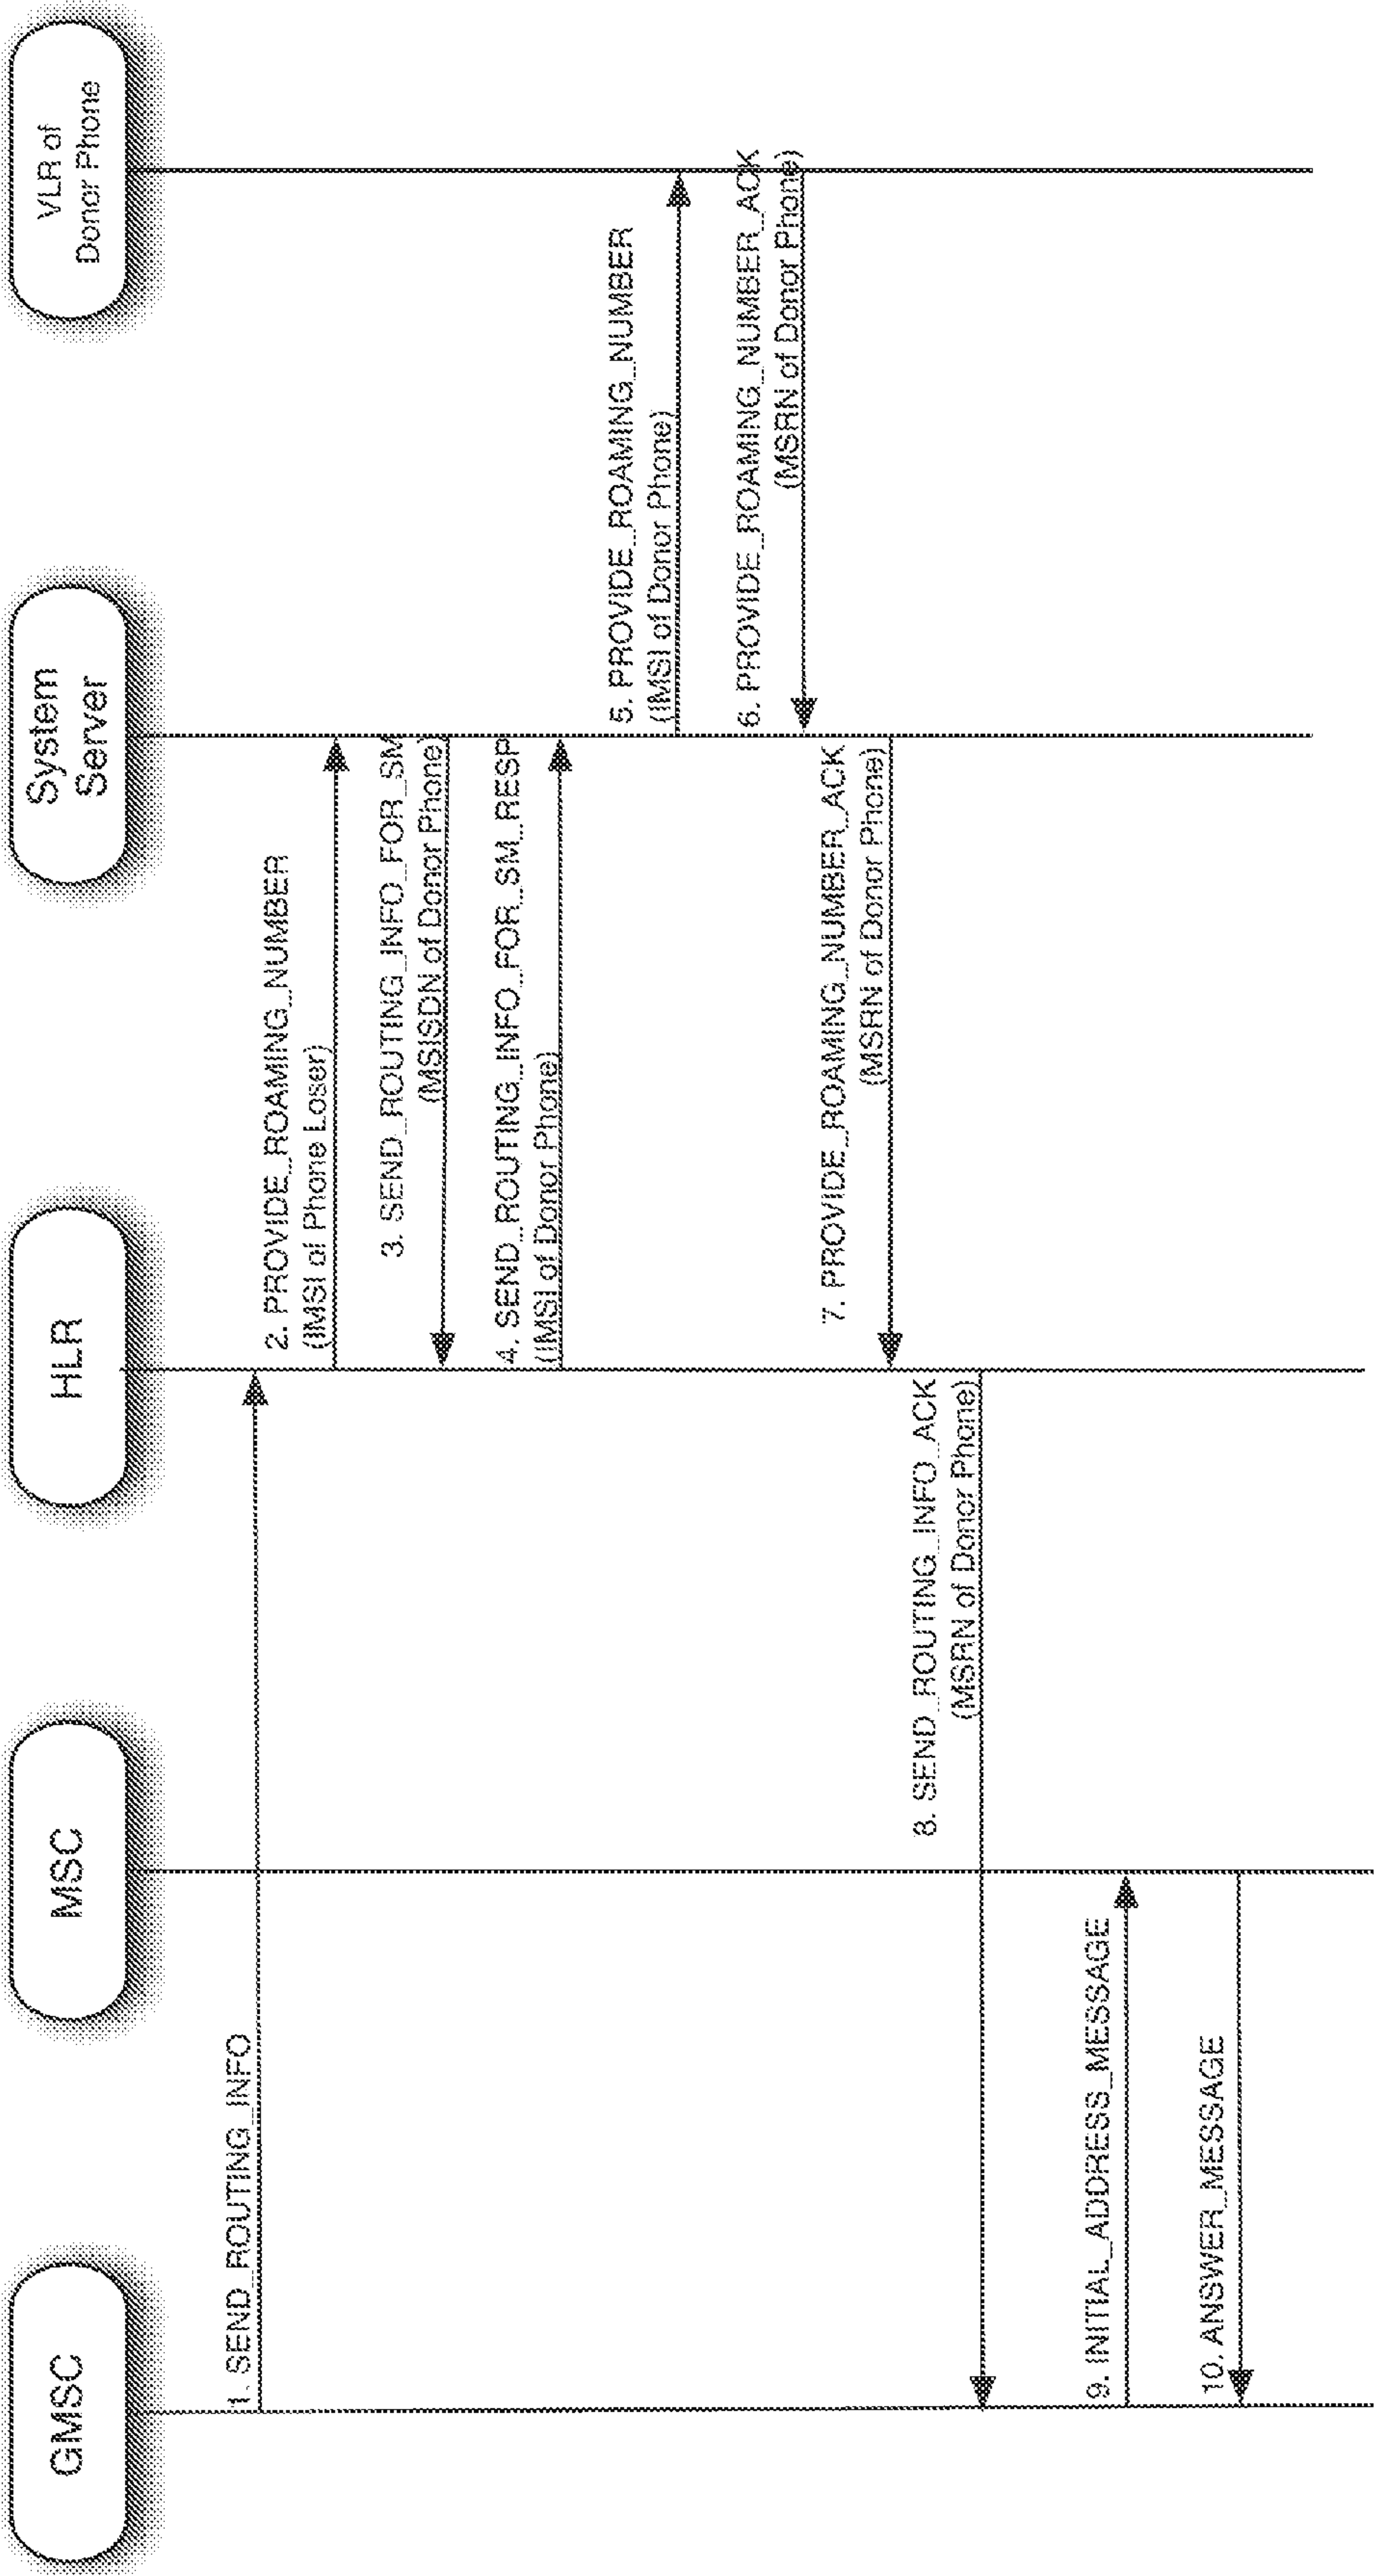 GMSC
MSC
HLR
System
Server
VLR of
Donor Phone
1. SEND_ROUTING_INFO
2. PROVIDE_ROAMING_NUMBER
(IMSI of Phone Loser)
3. SEND_ROUTING_INFO_FOR_SM
(MSISDN of Donor Phone)
4. SEND_ROUTING_INFO_FOR_SM_RESP
(IMSI of Donor Phone)
5. PROVIDE_ROAMING_NUMBER
(IMSI of Donor Phone)
6. PROVIDE_ROAMING_NUMBER_ACK
(MSRN of Donor Phone)
7. PROVIDE_ROAMING_NUMBER_ACK
(MSRN of Donor Phone)
8. SEND_ROUTING_INFO_ACK
(MSRN of Donor Phone)
9. INITIAL_ADDRESS_MESSAGE
10. ANSWER_MESSAGE